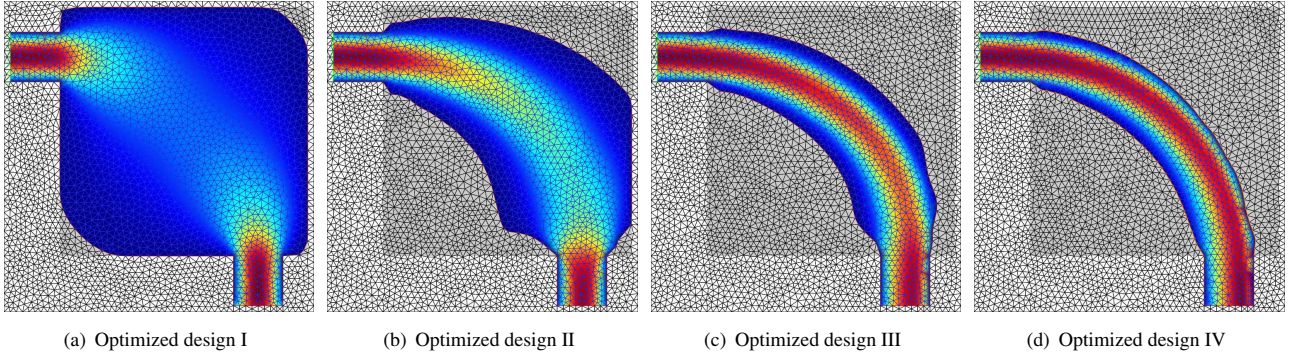 (a) Optimized design I
(b) Optimized design II
(c) Optimized design III
(d) Optimized design IV